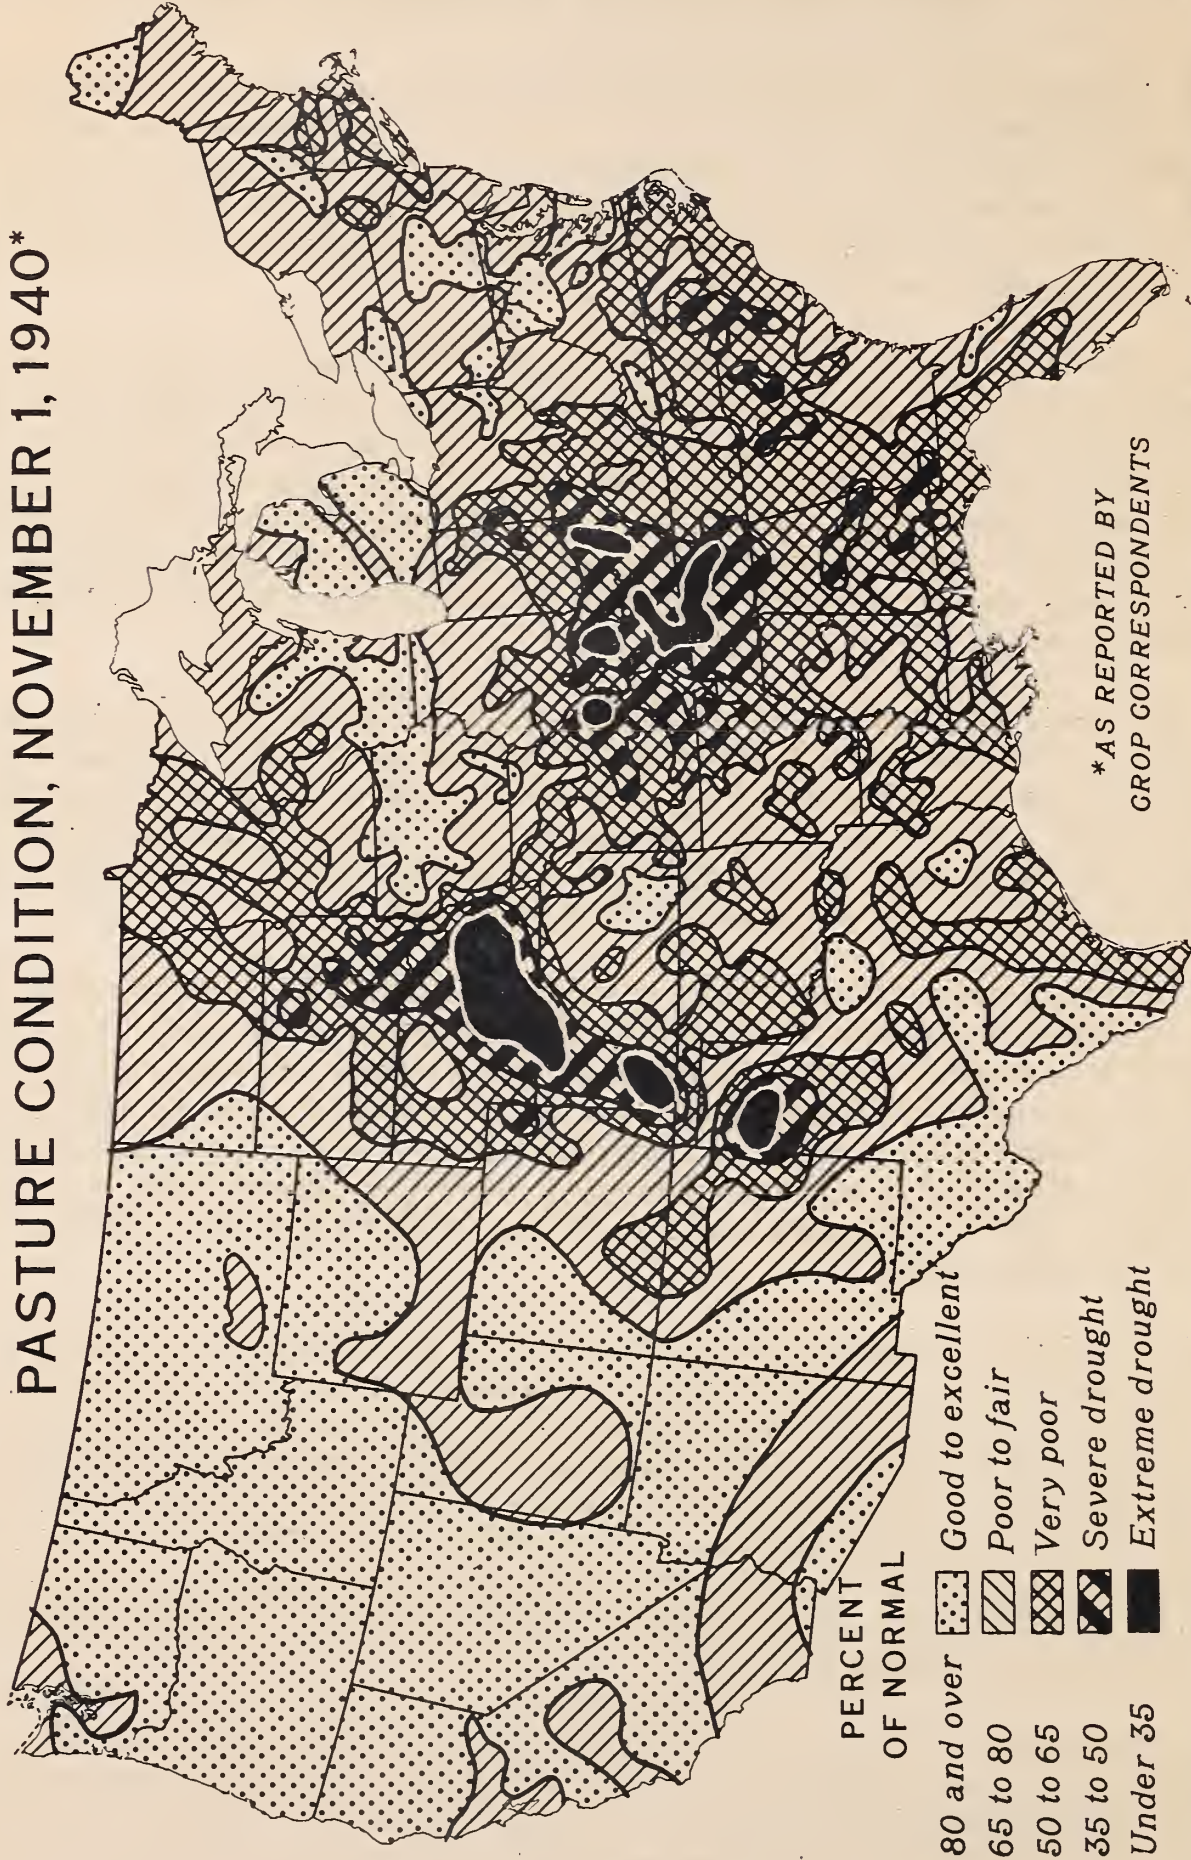 PASTURE CONDITION, NOVEMBER 1, 1940*
PERCENT
OF NORMAL
80 and over Good to excellent
65 to 80 Poor to fair
50 to 65 Very poor
35 to 50 Severe drought
Under 35 Extreme drought
*AS REPORTED BY
CROP CORRESPONDENTS